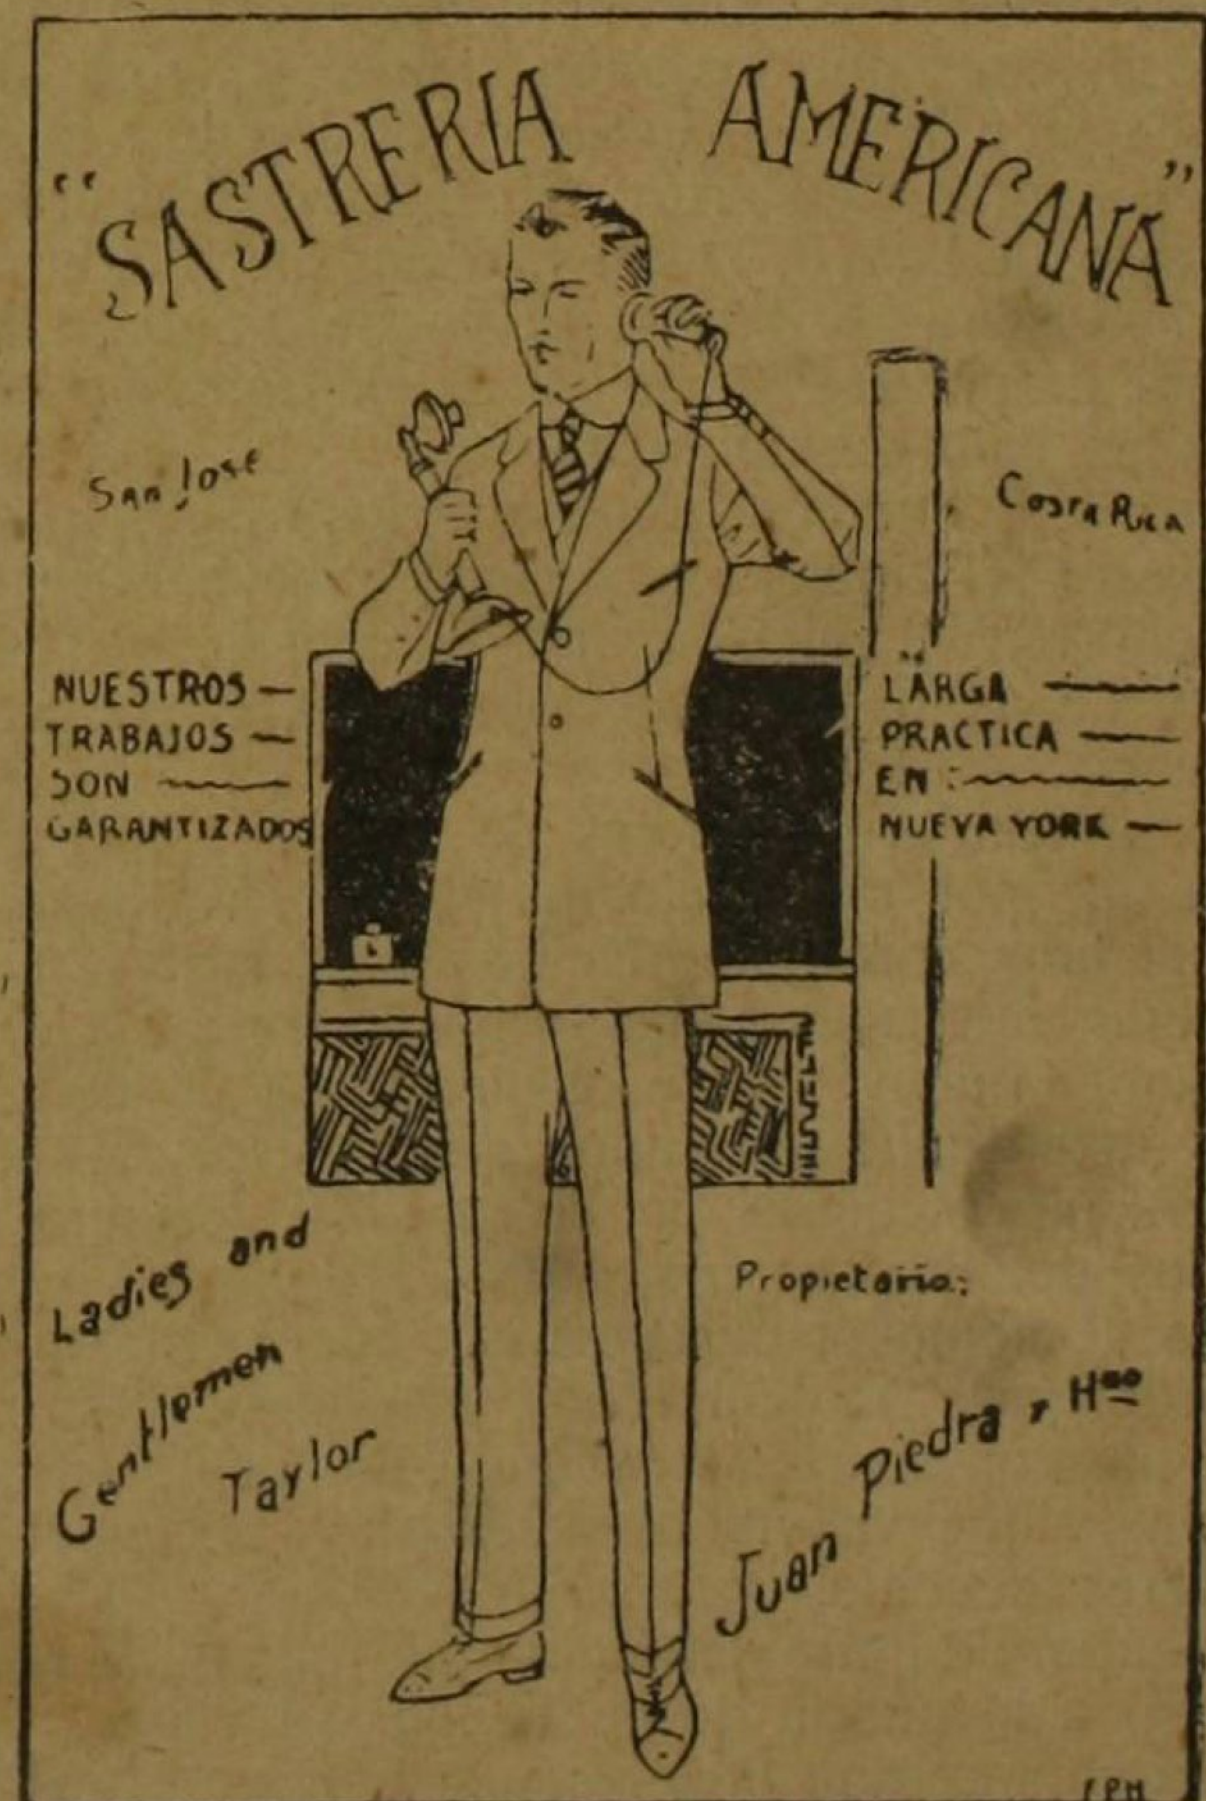 "SASTRERIA AMERICANA"
San Jose
Costa Rica
NUESTROS —
TRABAJOS —
SON —
GARANTIZADOS
LARGA —
PRACTICA —
EN: —
NUEVA YORK —
Ladies and
Gentlemen
Taylor
Propietario:
Juan Piedra y Hno